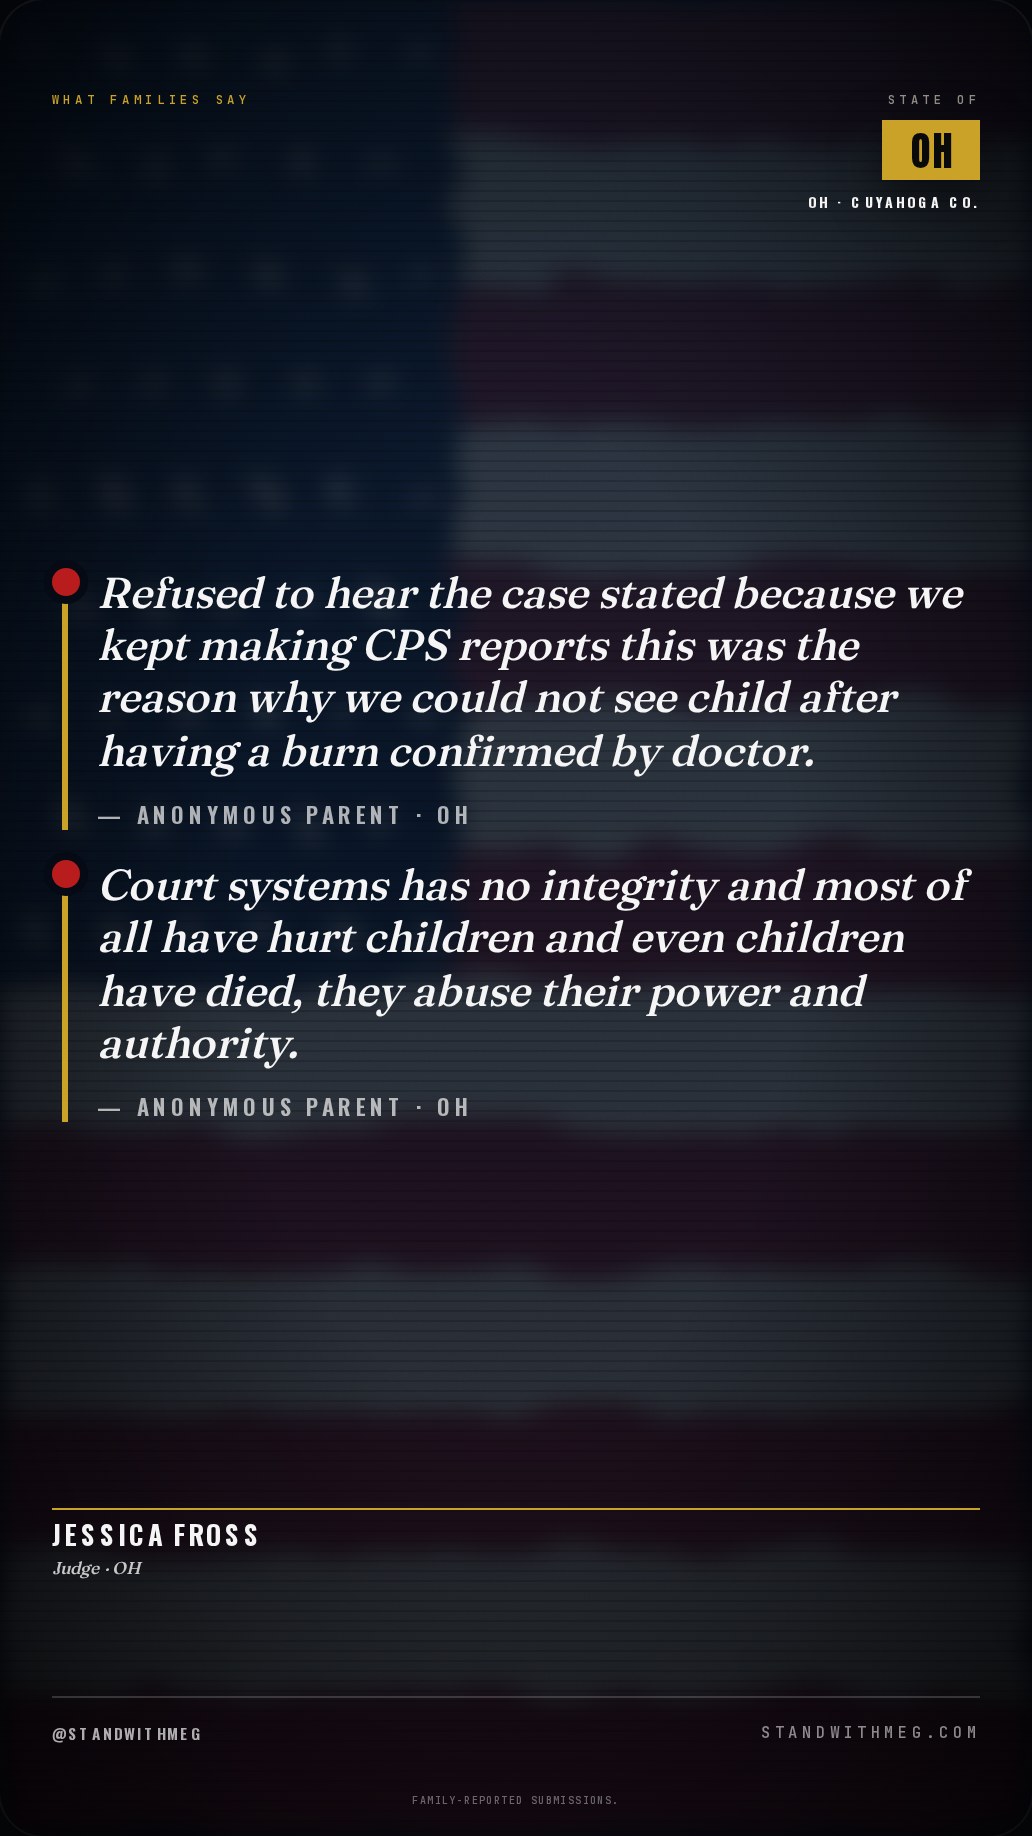 WHAT FAMILIES SAY
STATE OF
OH
OH · CUYAHOGA CO.
Refused to hear the case stated because we
kept making CPS reports this was the
reason why we could not see child after
having a burn confirmed by doctor.
— ANONYMOUS PARENT · OH
Court systems has no integrity and most of
all have hurt children and even children
have died, they abuse their power and
authority.
— ANONYMOUS PARENT · OH
JESSICA FROSS
Judge · OH
@STANDWITHMEG
STANDWITHMEG.COM
FAMILY-REPORTED SUBMISSIONS.